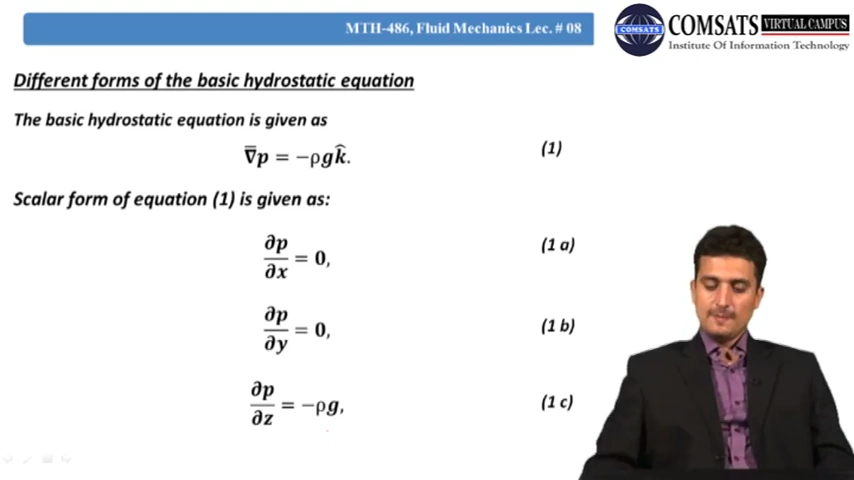 MTH-486, Fluid Mechanics Lec. # 08
COMSATS
COMSATS VIRTUAL CAMPUS
Institute Of Information Technology
Different forms of the basic hydrostatic equation
The basic hydrostatic equation is given as
∇̅p = −ρgk̂. (1)
Scalar form of equation (1) is given as:
∂p/∂x = 0, (1 a)
∂p/∂y = 0, (1 b)
∂p/∂z = −ρg, (1 c)